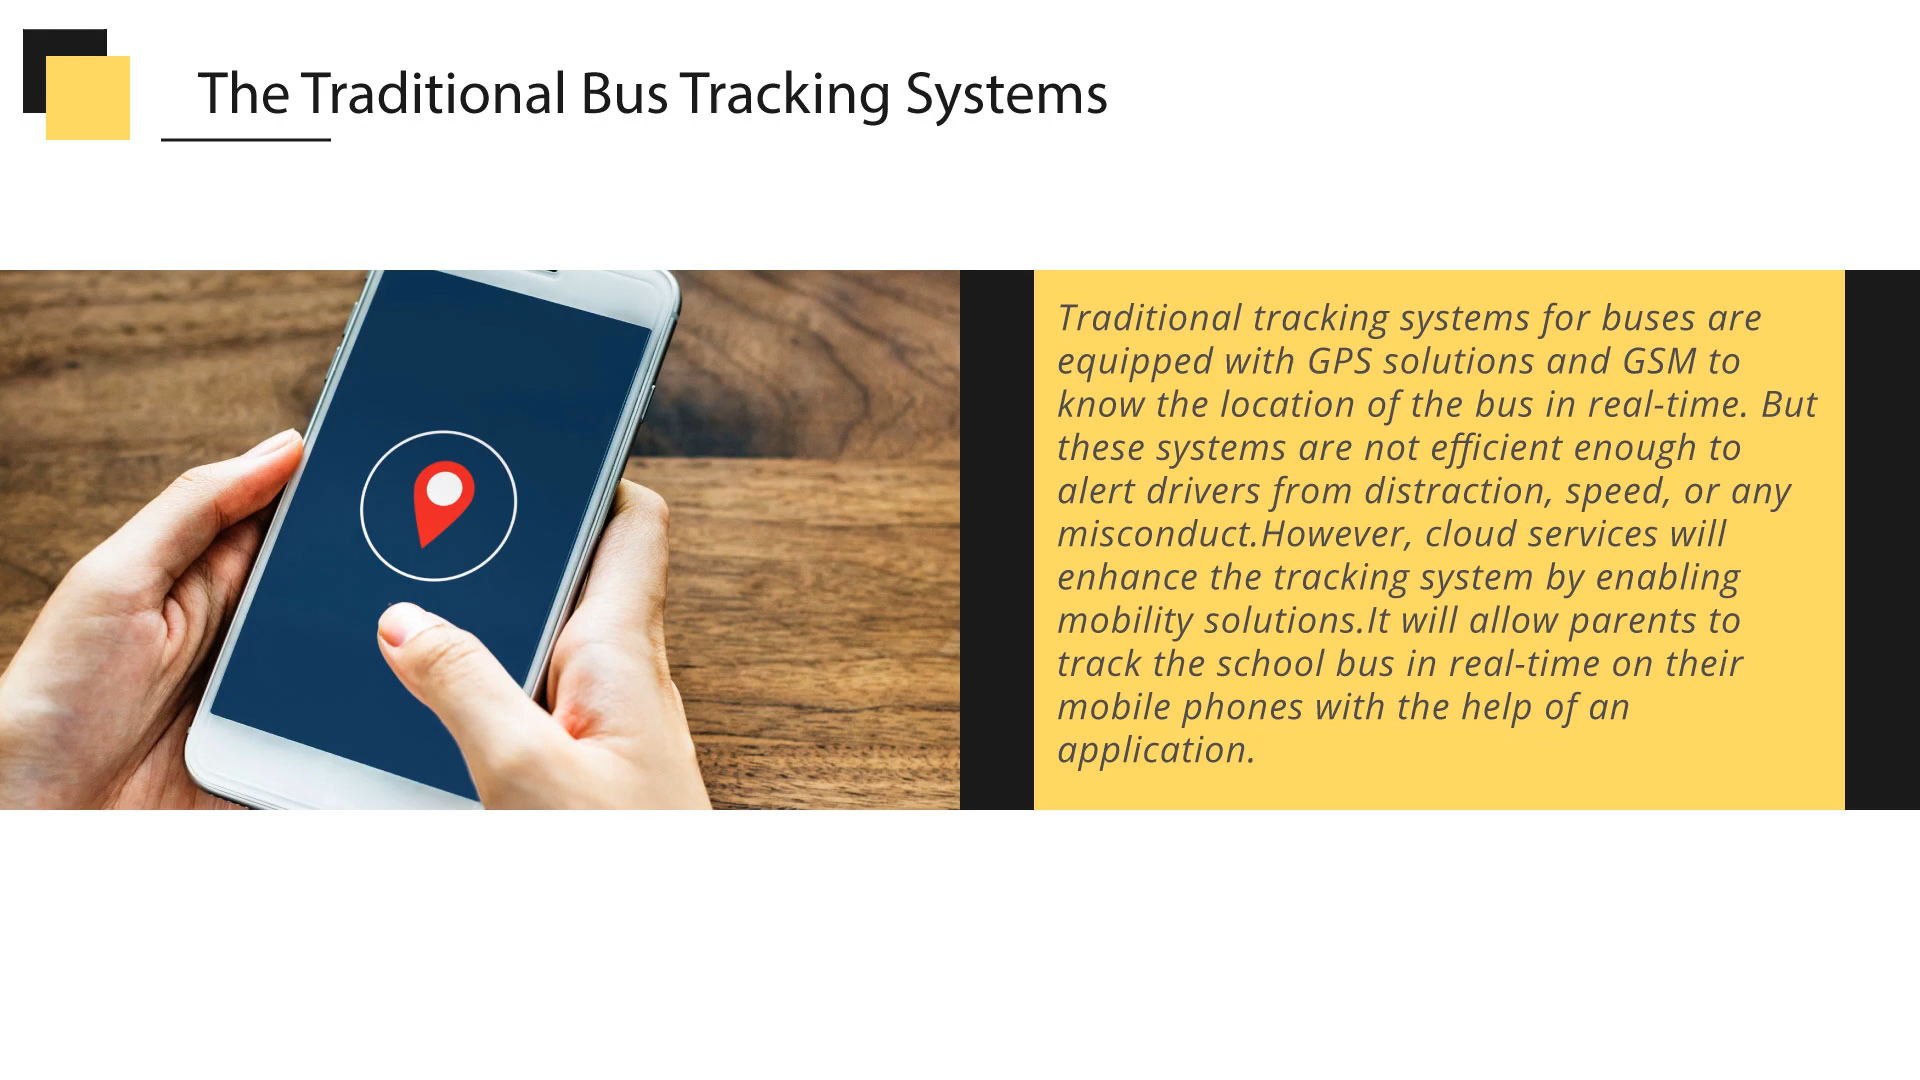 The Traditional Bus Tracking Systems
Traditional tracking systems for buses are
equipped with GPS solutions and GSM to
know the location of the bus in real-time. But
these systems are not efficient enough to
alert drivers from distraction, speed, or any
misconduct.However, cloud services will
enhance the tracking system by enabling
mobility solutions.It will allow parents to
track the school bus in real-time on their
mobile phones with the help of an
application.